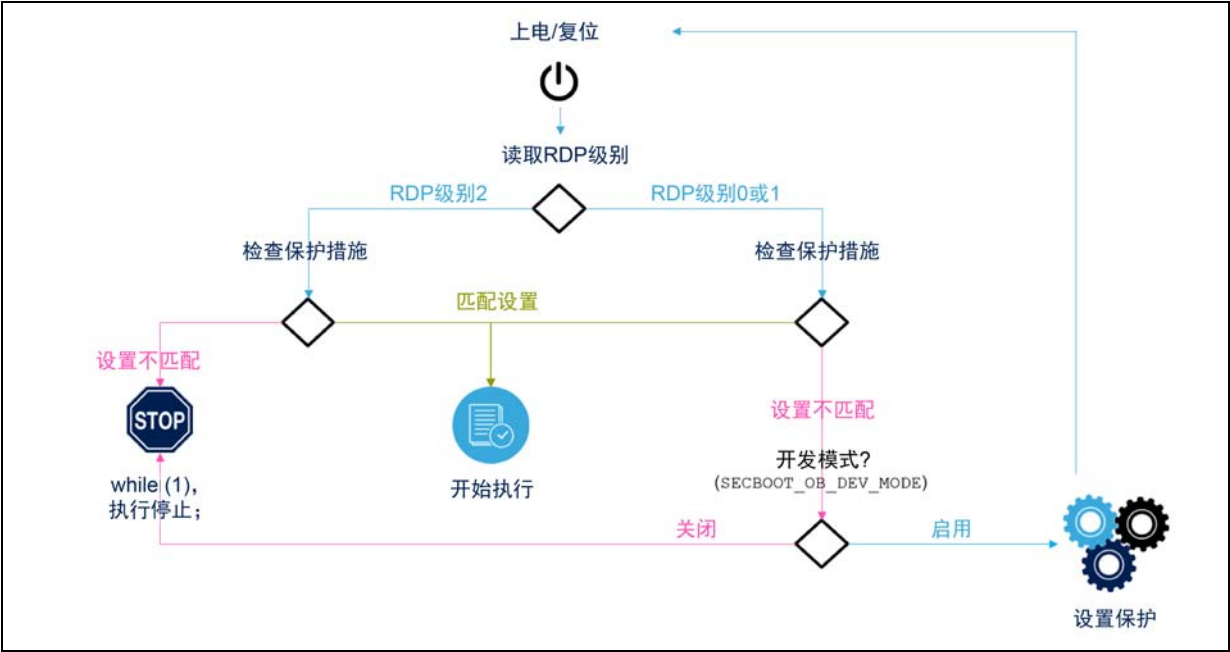 上电/复位
读取RDP级别
RDP级别2
RDP级别0或1
检查保护措施
检查保护措施
匹配设置
设置不匹配
STOP
while (1),
执行停止；
开始执行
设置不匹配
开发模式?
(SECBOOT_OB_DEV_MODE)
关闭
启用
设置保护